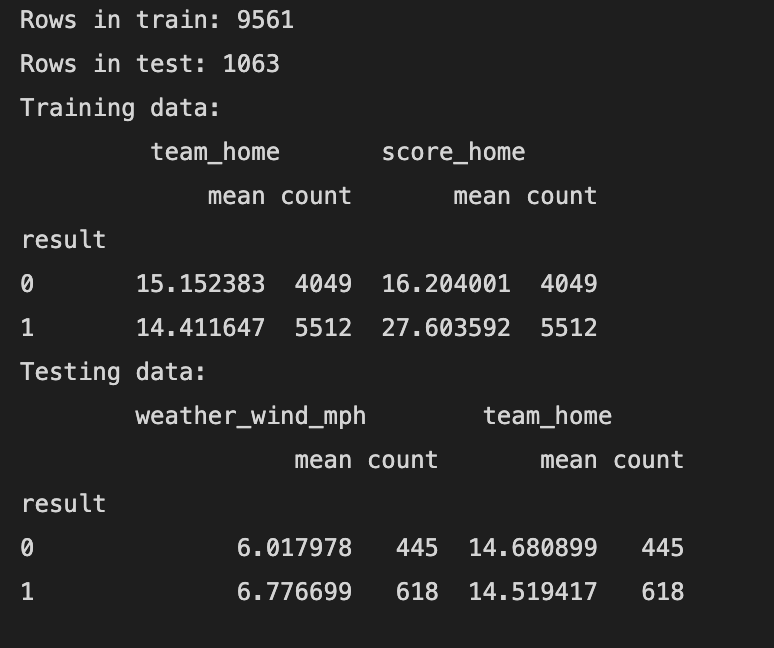 Rows in train: 9561
Rows in test: 1063
Training data:
team_home score_home
mean count mean count
result
0 15.152383 4049 16.204001 4049
1 14.411647 5512 27.603592 5512
Testing data:
weather_wind_mph team_home
mean count mean count
result
0 6.017978 445 14.680899 445
1 6.776699 618 14.519417 618